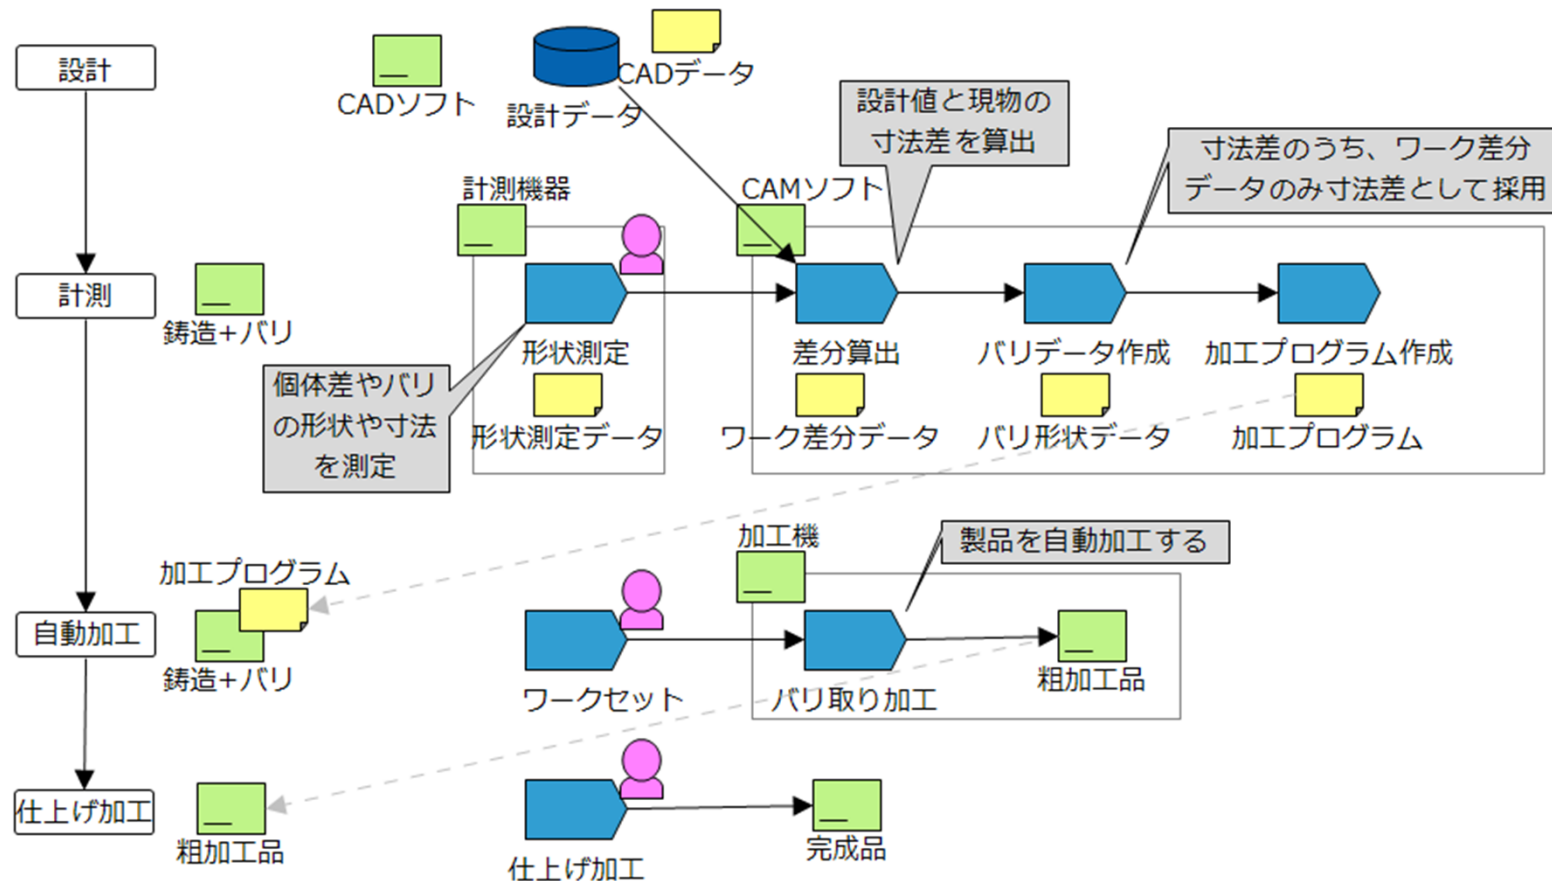 設計
CADソフト
設計データ
CADデータ
設計値と現物の
寸法差を算出
寸法差のうち、ワーク差分
データのみ寸法差として採用
計測機器
CAMソフト
計測
鋳造+バリ
形状測定
差分算出
バリデータ作成
加工プログラム作成
個体差やバリ
の形状や寸法
を測定
形状測定データ
ワーク差分データ
バリ形状データ
加工プログラム
加工機
製品を自動加工する
加工プログラム
自動加工
鋳造+バリ
ワークセット
バリ取り加工
粗加工品
仕上げ加工
粗加工品
仕上げ加工
完成品